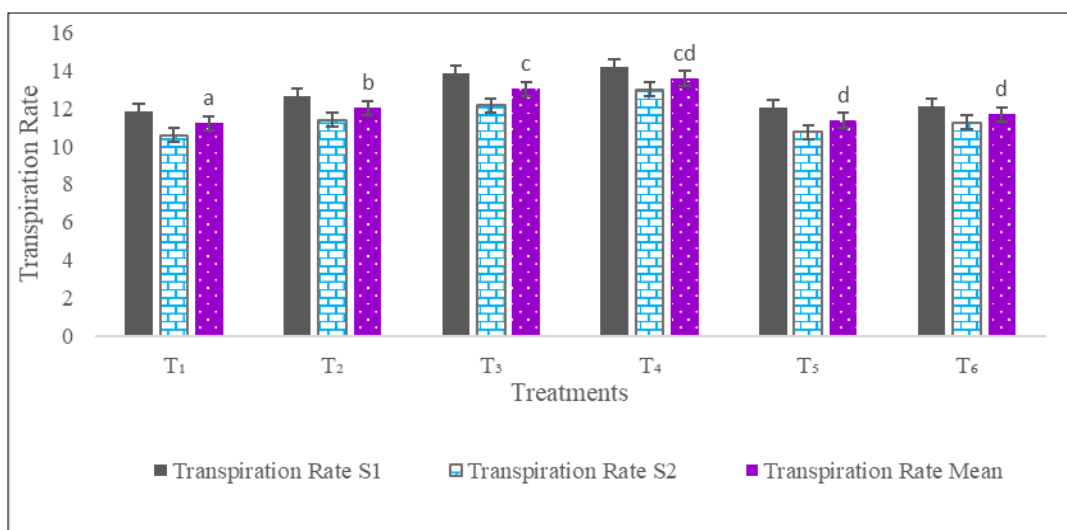 16
14
12
10
8
6
4
2
0
Transpiration Rate
a
b
c
cd
d
d
T₁ T₂ T₃ T₄ T₅ T₆
Treatments
Transpiration Rate S1 Transpiration Rate S2 Transpiration Rate Mean